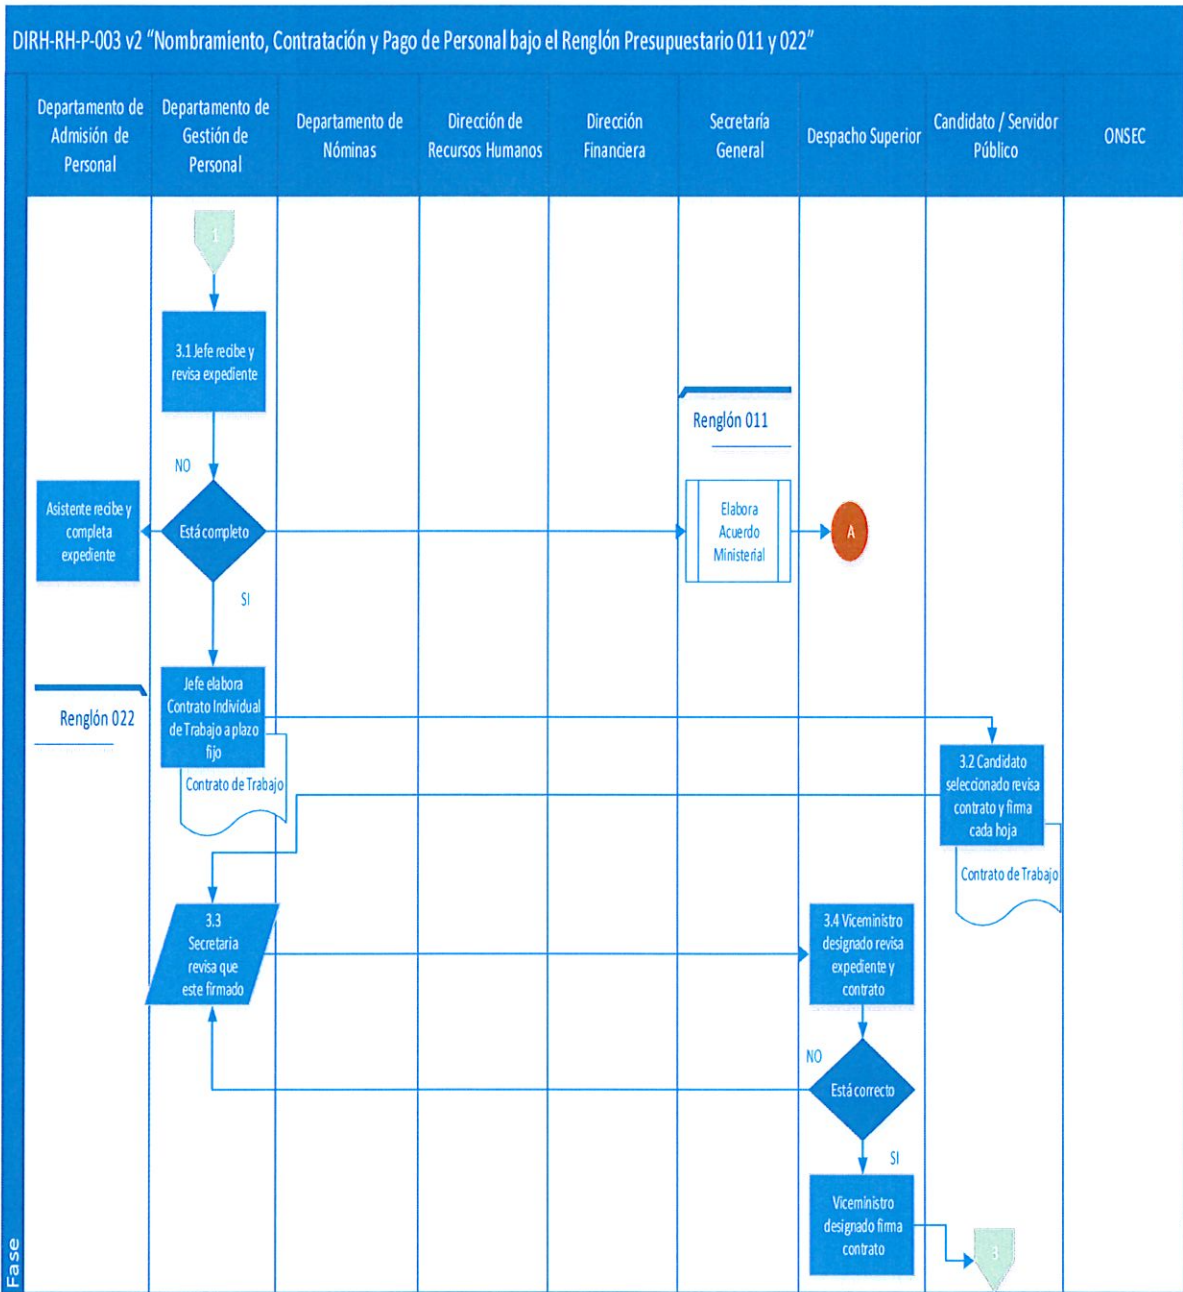 DIRH-RH-P-003 v2 “Nombramiento, Contratación y Pago de Personal bajo el Renglón Presupuestario 011 y 022”
Departamento de
Admisión de
Personal
Departamento de
Gestión de
Personal
Departamento de
Nóminas
Dirección de
Recursos Humanos
Dirección
Financiera
Secretaría
General
Despacho Superior
Candidato / Servidor
Público
ONSEC
1
3.1 Jefe recibe y
revisa expediente
Renglón 011
NO
Asistente recibe y
completa
expediente
Está completo
Elabora
Acuerdo
Ministerial
A
SI
Renglón 022
Jefe elabora
Contrato Individual
de Trabajo a plazo
fijo
Contrato de Trabajo
3.2 Candidato
seleccionado revisa
contrato y firma
cada hoja
Contrato de Trabajo
3.3
Secretaria
revisa que
este firmado
3.4 Viceministro
designado revisa
expediente y
contrato
NO
Está correcto
SI
Viceministro
designado firma
contrato
3
Fase